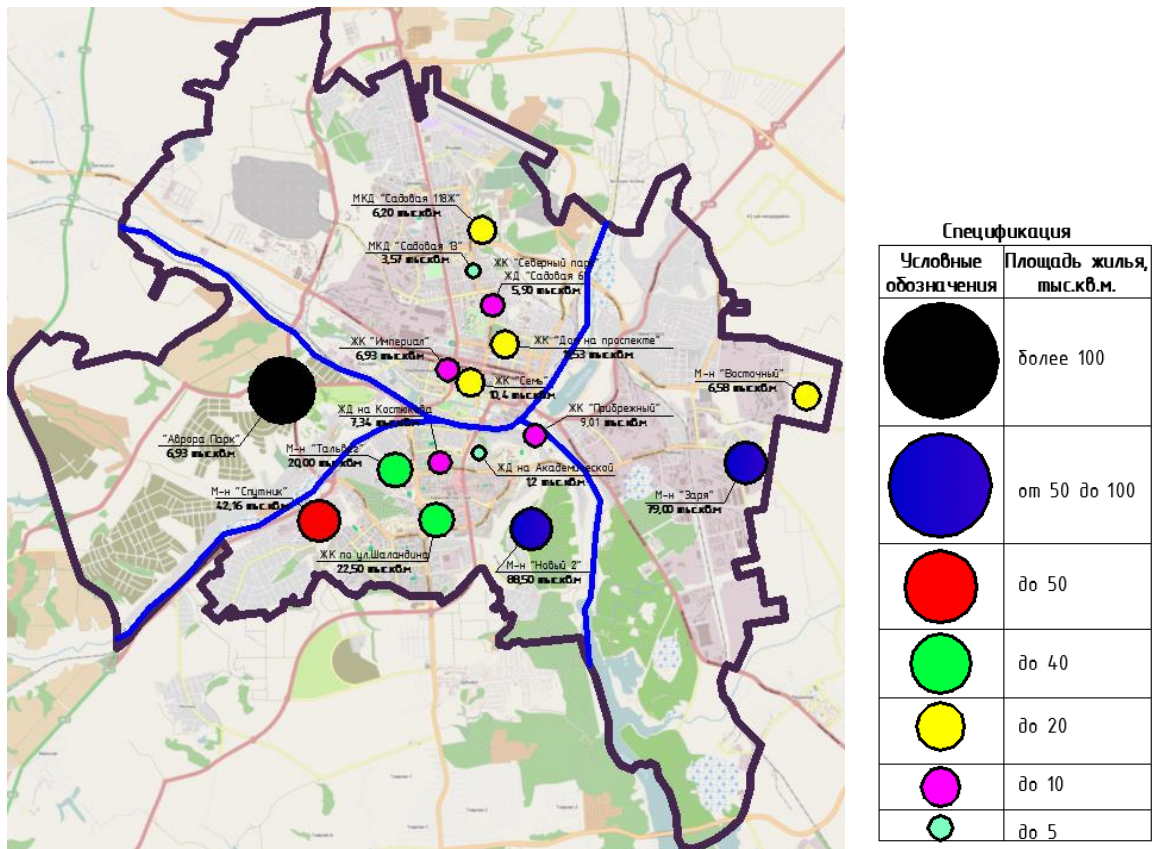 МКД "Садовая 118Ж"
6,20 тыс.кв.м
МКД "Садовая 13"
3,57 тыс.кв.м
ЖК "Северный парк"
ЖД "Садовая 6"
5,90 тыс.кв.м
ЖК "Империал"
6,93 тыс.кв.м
ЖК "Дом на проспекте"
тыс.кв.м
ЖК "Семь"
10,4 тыс.кв.м
М-н "Восточный"
6,58 тыс.кв.м
ЖД на Костюкова
7,34 тыс.кв.м
ЖК "Прибрежный"
9,01 тыс.кв.м
"Аврора Парк"
6,93 тыс.кв.м
М-н "Тальвег"
20,00 тыс.кв.м
ЖД на Академической
1,2 тыс.кв.м
М-н "Спутник"
42,16 тыс.кв.м
М-н "Заря"
79,00 тыс.кв.м
ЖК по ул.Шаландина
22,50 тыс.кв.м
М-н "Новый 2"
88,50 тыс.кв.м
Спецификация
Условные обозначения
Площадь жилья, тыс.кв.м.
более 100
от 50 до 100
до 50
до 40
до 20
до 10
до 5